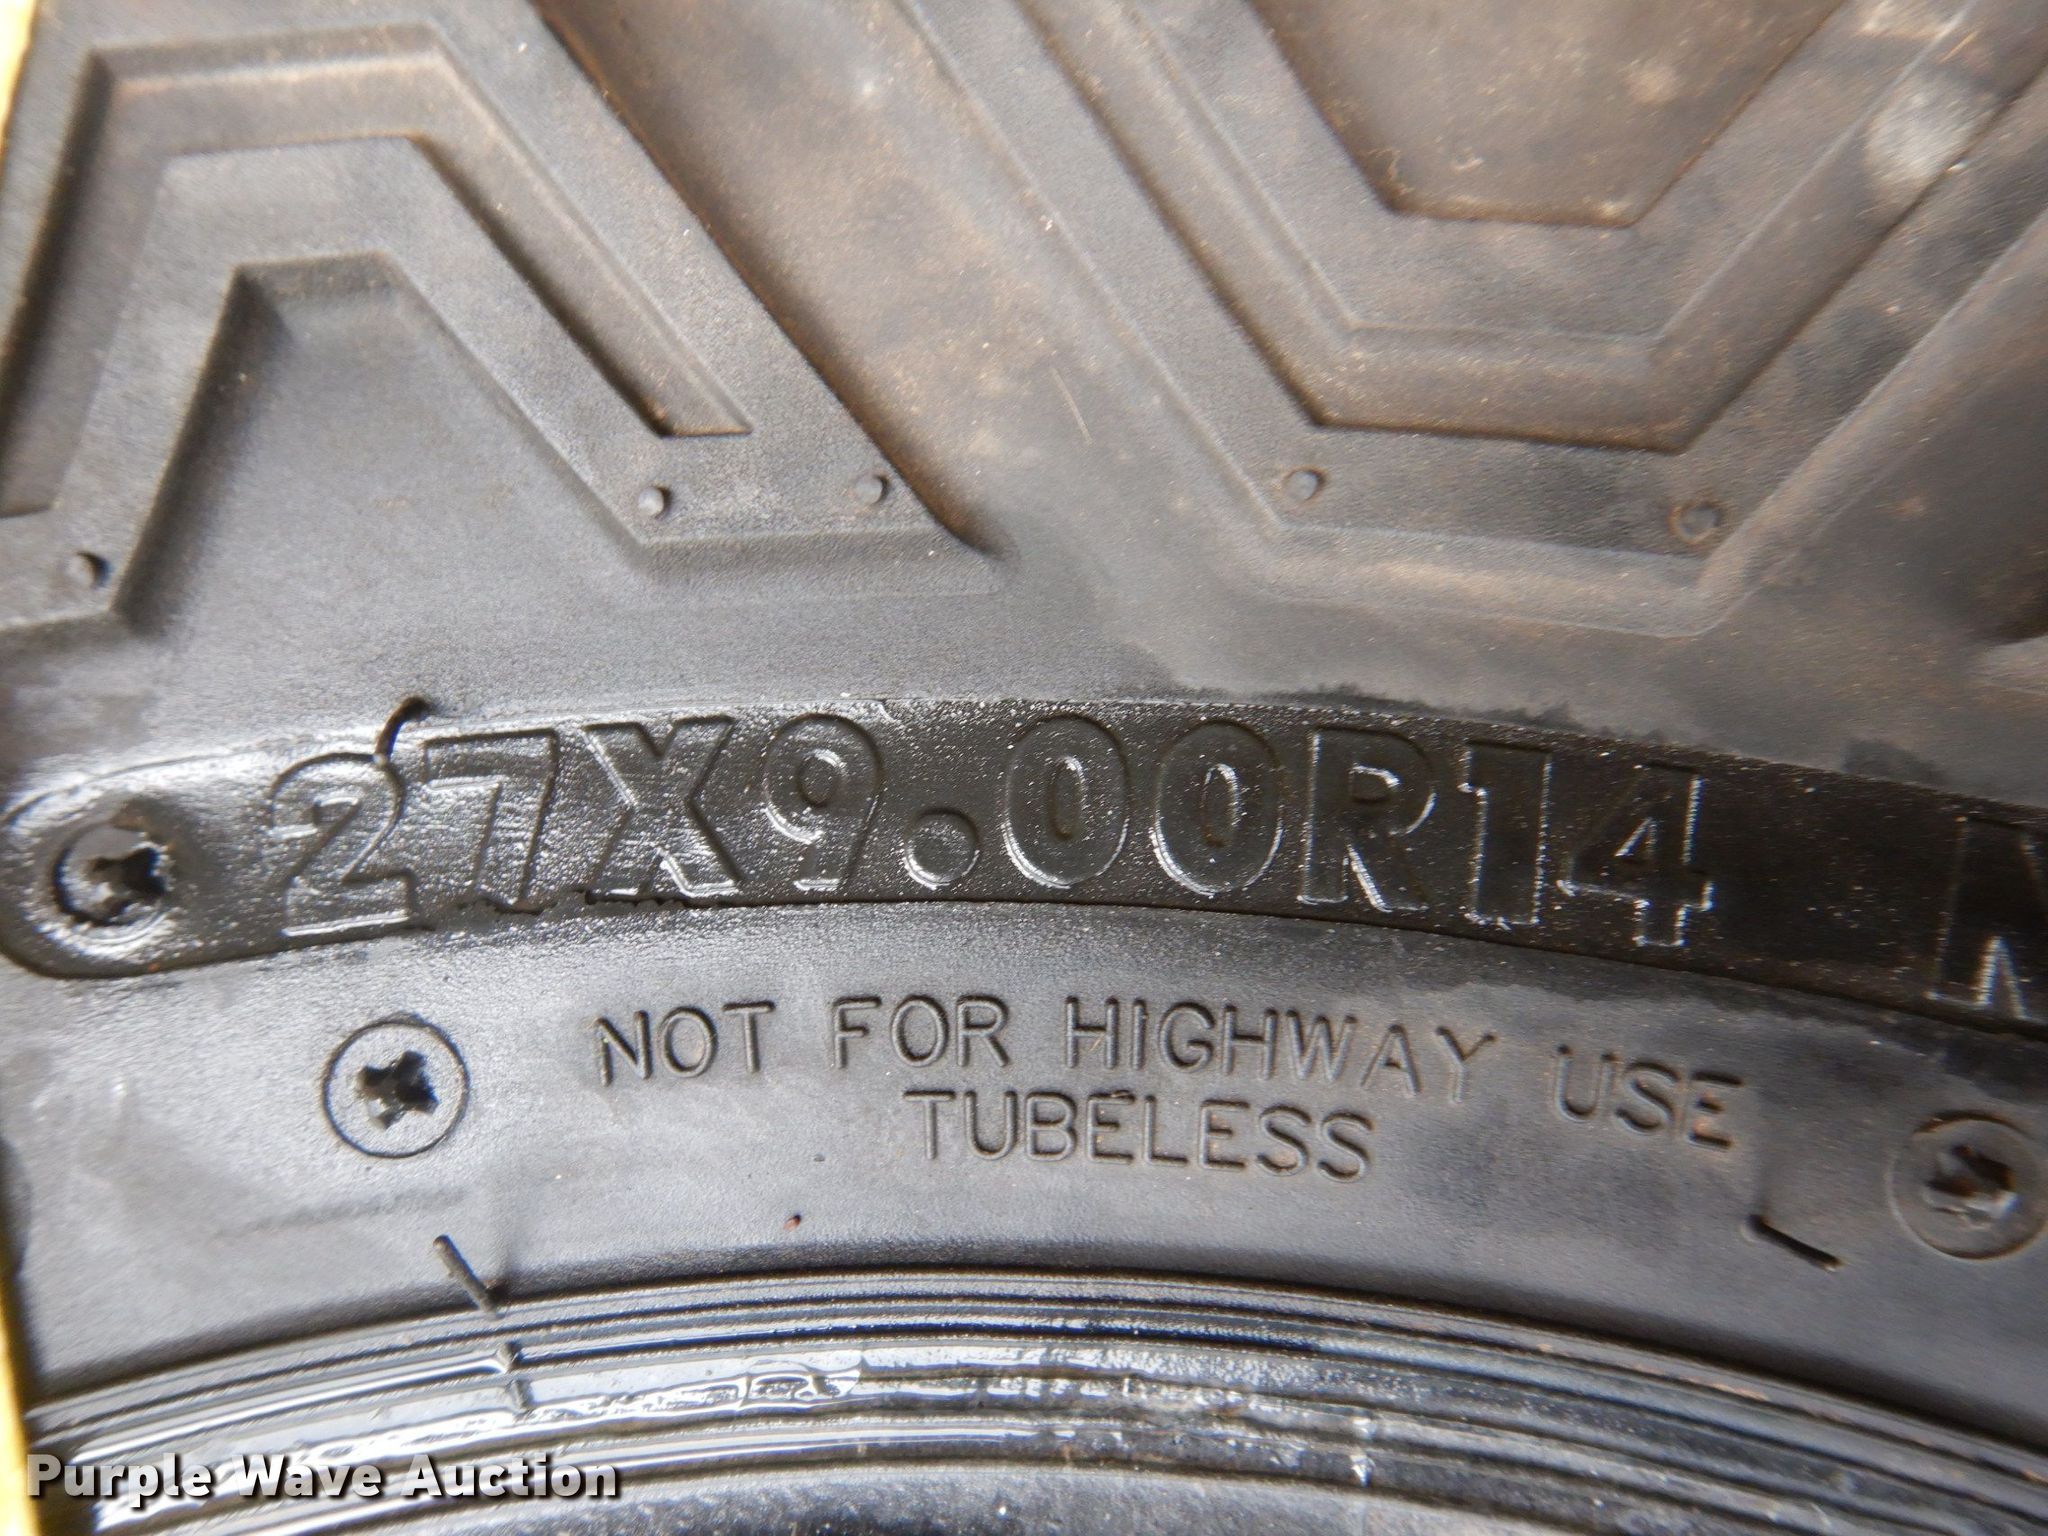 27X9.00R14 N
NOT FOR HIGHWAY USE
TUBELESS
Purple Wave Auction